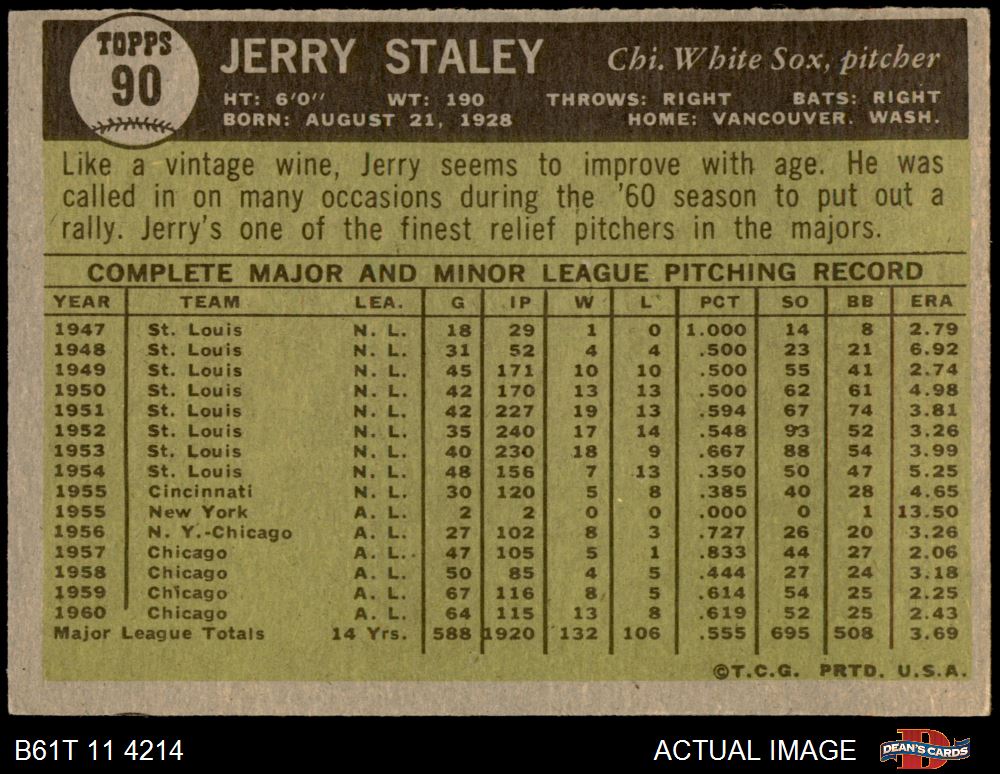 TOPPS
90
JERRY STALEY Chi. White Sox, pitcher
HT: 6'0" WT: 190 THROWS: RIGHT BATS: RIGHT
BORN: AUGUST 21, 1928 HOME: VANCOUVER. WASH.
Like a vintage wine, Jerry seems to improve with age. He was
called in on many occasions during the '60 season to put out a
rally. Jerry's one of the finest relief pitchers in the majors.
COMPLETE MAJOR AND MINOR LEAGUE PITCHING RECORD
YEAR TEAM LEA. G IP W L PCT SO BB ERA
1947 St. Louis N. L. 18 29 1 0 1.000 14 8 2.79
1948 St. Louis N. L. 31 52 4 4 .500 23 21 6.92
1949 St. Louis N. L. 45 171 10 10 .500 55 41 2.74
1950 St. Louis N. L. 42 170 13 13 .500 62 61 4.98
1951 St. Louis N. L. 42 227 19 13 .594 67 74 3.81
1952 St. Louis N. L. 35 240 17 14 .548 93 52 3.26
1953 St. Louis N. L. 40 230 18 9 .667 88 54 3.99
1954 St. Louis N. L. 48 156 7 13 .350 50 47 5.25
1955 Cincinnati N. L. 30 120 5 8 .385 40 28 4.65
1955 New York A. L. 2 2 0 0 .000 0 1 13.50
1956 N. Y.-Chicago A. L. 27 102 8 3 .727 26 20 3.26
1957 Chicago A. L. 47 105 5 1 .833 44 27 2.06
1958 Chicago A. L. 50 85 4 5 .444 27 24 3.18
1959 Chicago A. L. 67 116 8 5 .614 54 25 2.25
1960 Chicago A. L. 64 115 13 8 .619 52 25 2.43
Major League Totals 14 Yrs. 588 1920 132 106 .555 695 508 3.69
©T.C.G. PRTD. U.S.A.
B61T 11 4214 ACTUAL IMAGE DEAN'S CARDS